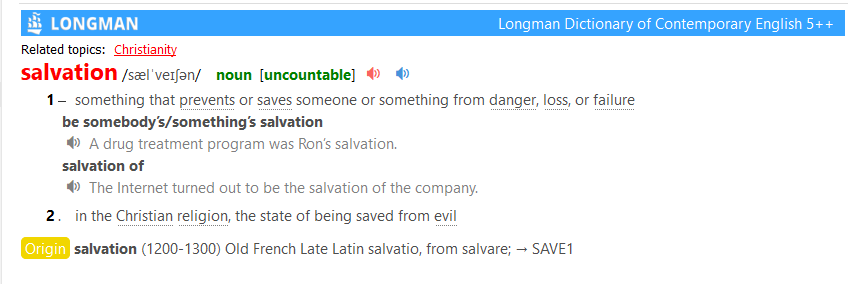 LONGMAN Longman Dictionary of Contemporary English 5++
Related topics: Christianity
salvation /sælˈveɪʃən/ noun [uncountable]
1 – something that prevents or saves someone or something from danger, loss, or failure
be somebody’s/something’s salvation
A drug treatment program was Ron’s salvation.
salvation of
The Internet turned out to be the salvation of the company.
2 . in the Christian religion, the state of being saved from evil
Origin salvation (1200-1300) Old French Late Latin salvatio, from salvare; → SAVE1